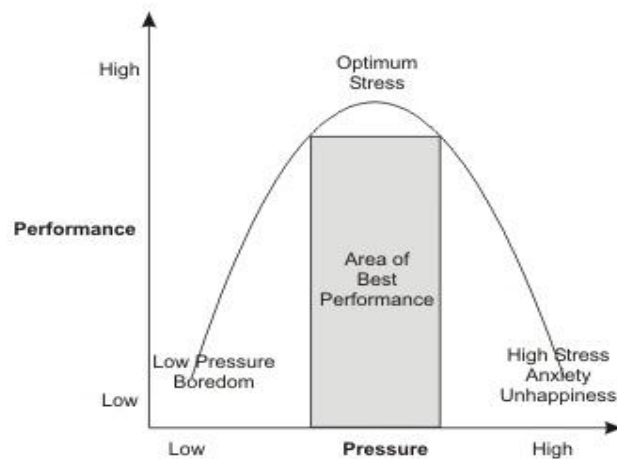 High
Optimum
Stress
Performance
Area of
Best
Performance
Low Pressure
Boredom
High Stress
Anxiety
Unhappiness
Low
Low
Pressure
High